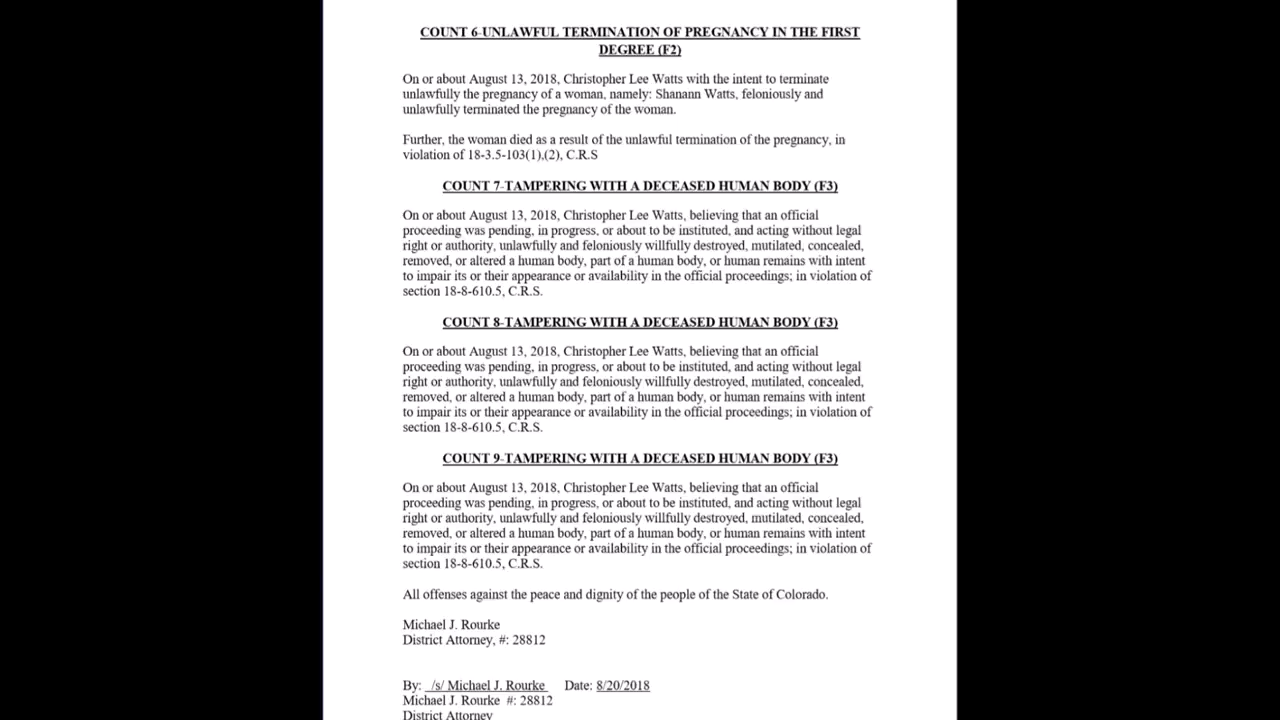 COUNT 6-UNLAWFUL TERMINATION OF PREGNANCY IN THE FIRST
DEGREE (F2)
On or about August 13, 2018, Christopher Lee Watts with the intent to terminate
unlawfully the pregnancy of a woman, namely: Shanann Watts, feloniously and
unlawfully terminated the pregnancy of the woman.
Further, the woman died as a result of the unlawful termination of the pregnancy, in
violation of 18-3.5-103(1),(2), C.R.S
COUNT 7-TAMPERING WITH A DECEASED HUMAN BODY (F3)
On or about August 13, 2018, Christopher Lee Watts, believing that an official
proceeding was pending, in progress, or about to be instituted, and acting without legal
right or authority, unlawfully and feloniously willfully destroyed, mutilated, concealed,
removed, or altered a human body, part of a human body, or human remains with intent
to impair its or their appearance or availability in the official proceedings; in violation of
section 18-8-610.5, C.R.S.
COUNT 8-TAMPERING WITH A DECEASED HUMAN BODY (F3)
On or about August 13, 2018, Christopher Lee Watts, believing that an official
proceeding was pending, in progress, or about to be instituted, and acting without legal
right or authority, unlawfully and feloniously willfully destroyed, mutilated, concealed,
removed, or altered a human body, part of a human body, or human remains with intent
to impair its or their appearance or availability in the official proceedings; in violation of
section 18-8-610.5, C.R.S.
COUNT 9-TAMPERING WITH A DECEASED HUMAN BODY (F3)
On or about August 13, 2018, Christopher Lee Watts, believing that an official
proceeding was pending, in progress, or about to be instituted, and acting without legal
right or authority, unlawfully and feloniously willfully destroyed, mutilated, concealed,
removed, or altered a human body, part of a human body, or human remains with intent
to impair its or their appearance or availability in the official proceedings; in violation of
section 18-8-610.5, C.R.S.
All offenses against the peace and dignity of the people of the State of Colorado.
Michael J. Rourke
District Attorney, #: 28812
By: /s/ Michael J. Rourke Date: 8/20/2018
Michael J. Rourke #: 28812
District Attorney